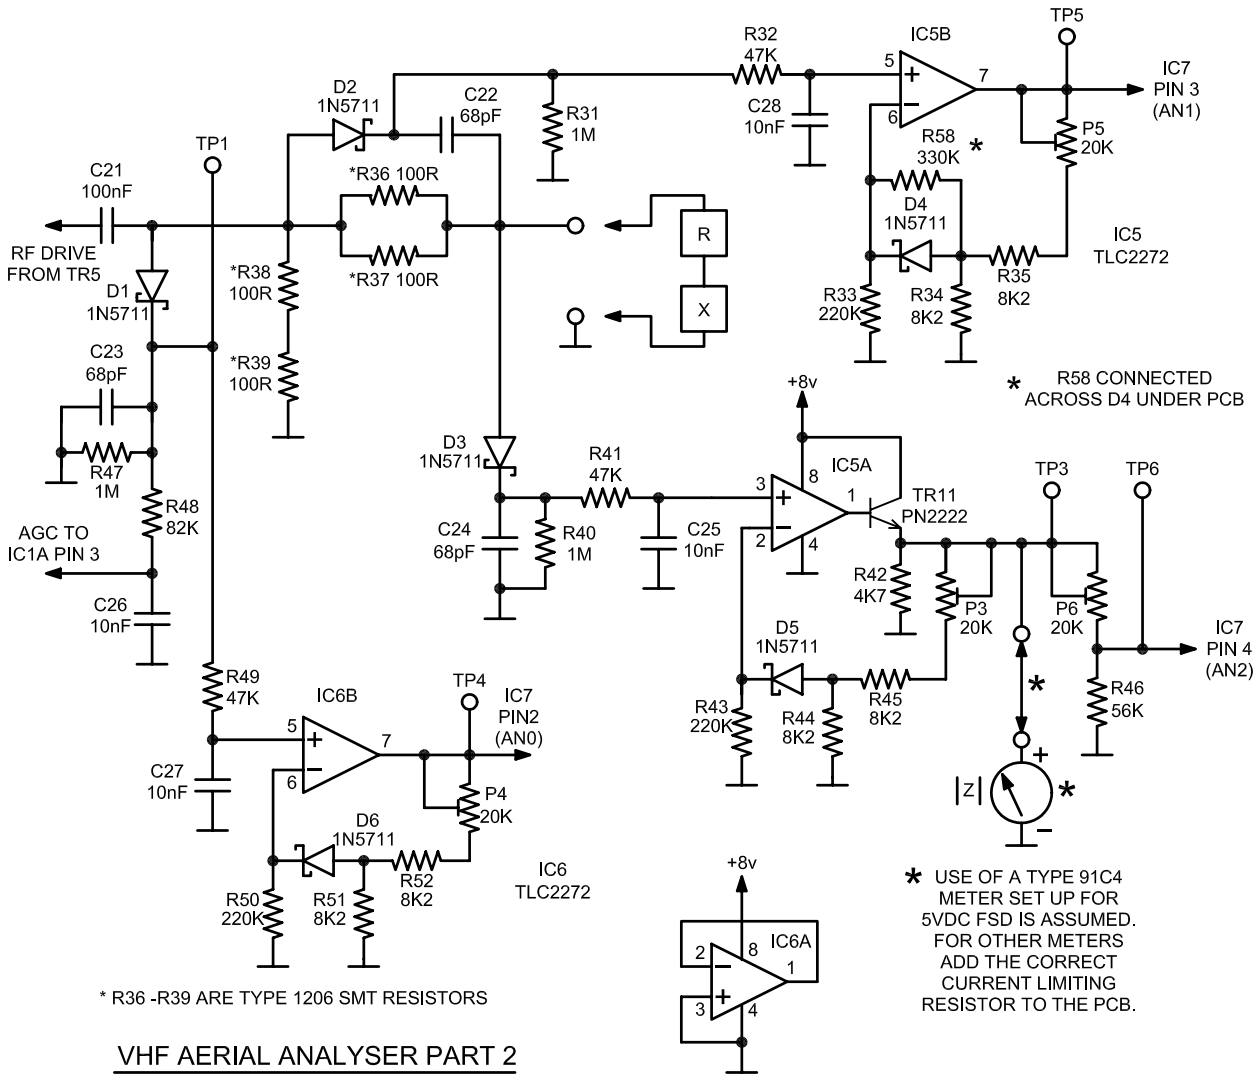 TP5
R32
47K
IC5B
5
+
7
IC7
PIN 3
(AN1)
D2
1N5711
C22
68pF
R31
1M
C28
10nF
−
6
R58
330K
*
P5
20K
TP1
C21
100nF
*R36 100R
D4
1N5711
RF DRIVE
FROM TR5
*R37 100R
R
IC5
TLC2272
*R38
100R
R35
8K2
D1
1N5711
X
R33
220K
R34
8K2
C23
68pF
*R39
100R
+8v
* R58 CONNECTED
ACROSS D4 UNDER PCB
D3
1N5711
R41
47K
IC5A
TP3
TP6
R47
1M
3
+
8
1
TR11
PN2222
R48
82K
C24
68pF
R40
1M
C25
10nF
−
2
4
AGC TO
IC1A PIN 3
R42
4K7
P3
20K
P6
20K
C26
10nF
D5
1N5711
IC7
PIN 4
(AN2)
R49
47K
R43
220K
R44
8K2
R45
8K2
*
R46
56K
IC6B
TP4
IC7
PIN2
(AN0)
5
+
7
−
6
C27
10nF
P4
20K
|Z|
+
−
*
D6
1N5711
R50
220K
R51
8K2
R52
8K2
IC6
TLC2272
+8v
* USE OF A TYPE 91C4
METER SET UP FOR
5VDC FSD IS ASSUMED.
FOR OTHER METERS
ADD THE CORRECT
CURRENT LIMITING
RESISTOR TO THE PCB.
IC6A
2
−
8
1
3
+
4
* R36 -R39 ARE TYPE 1206 SMT RESISTORS
VHF AERIAL ANALYSER PART 2